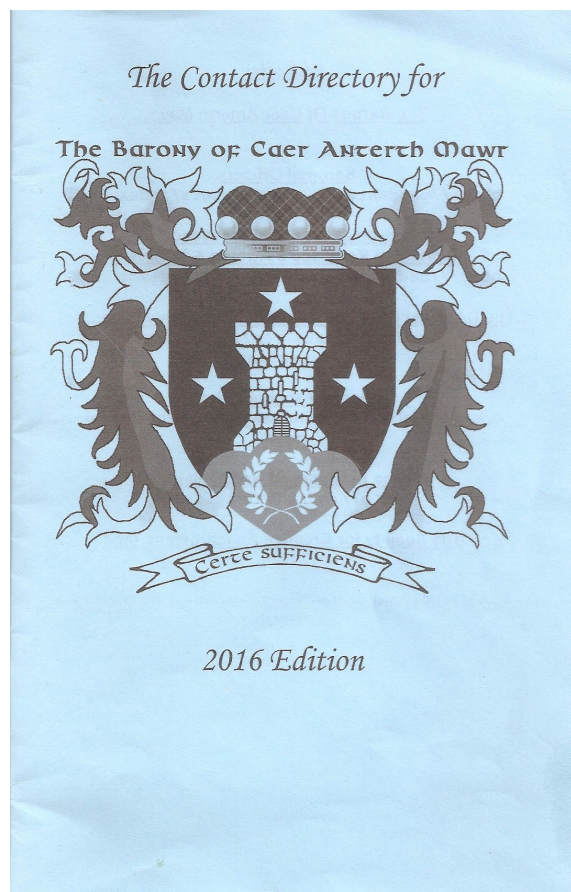 The Contact Directory for
The Barony of Caer Anterth Mawr
Certe sufficiens
2016 Edition